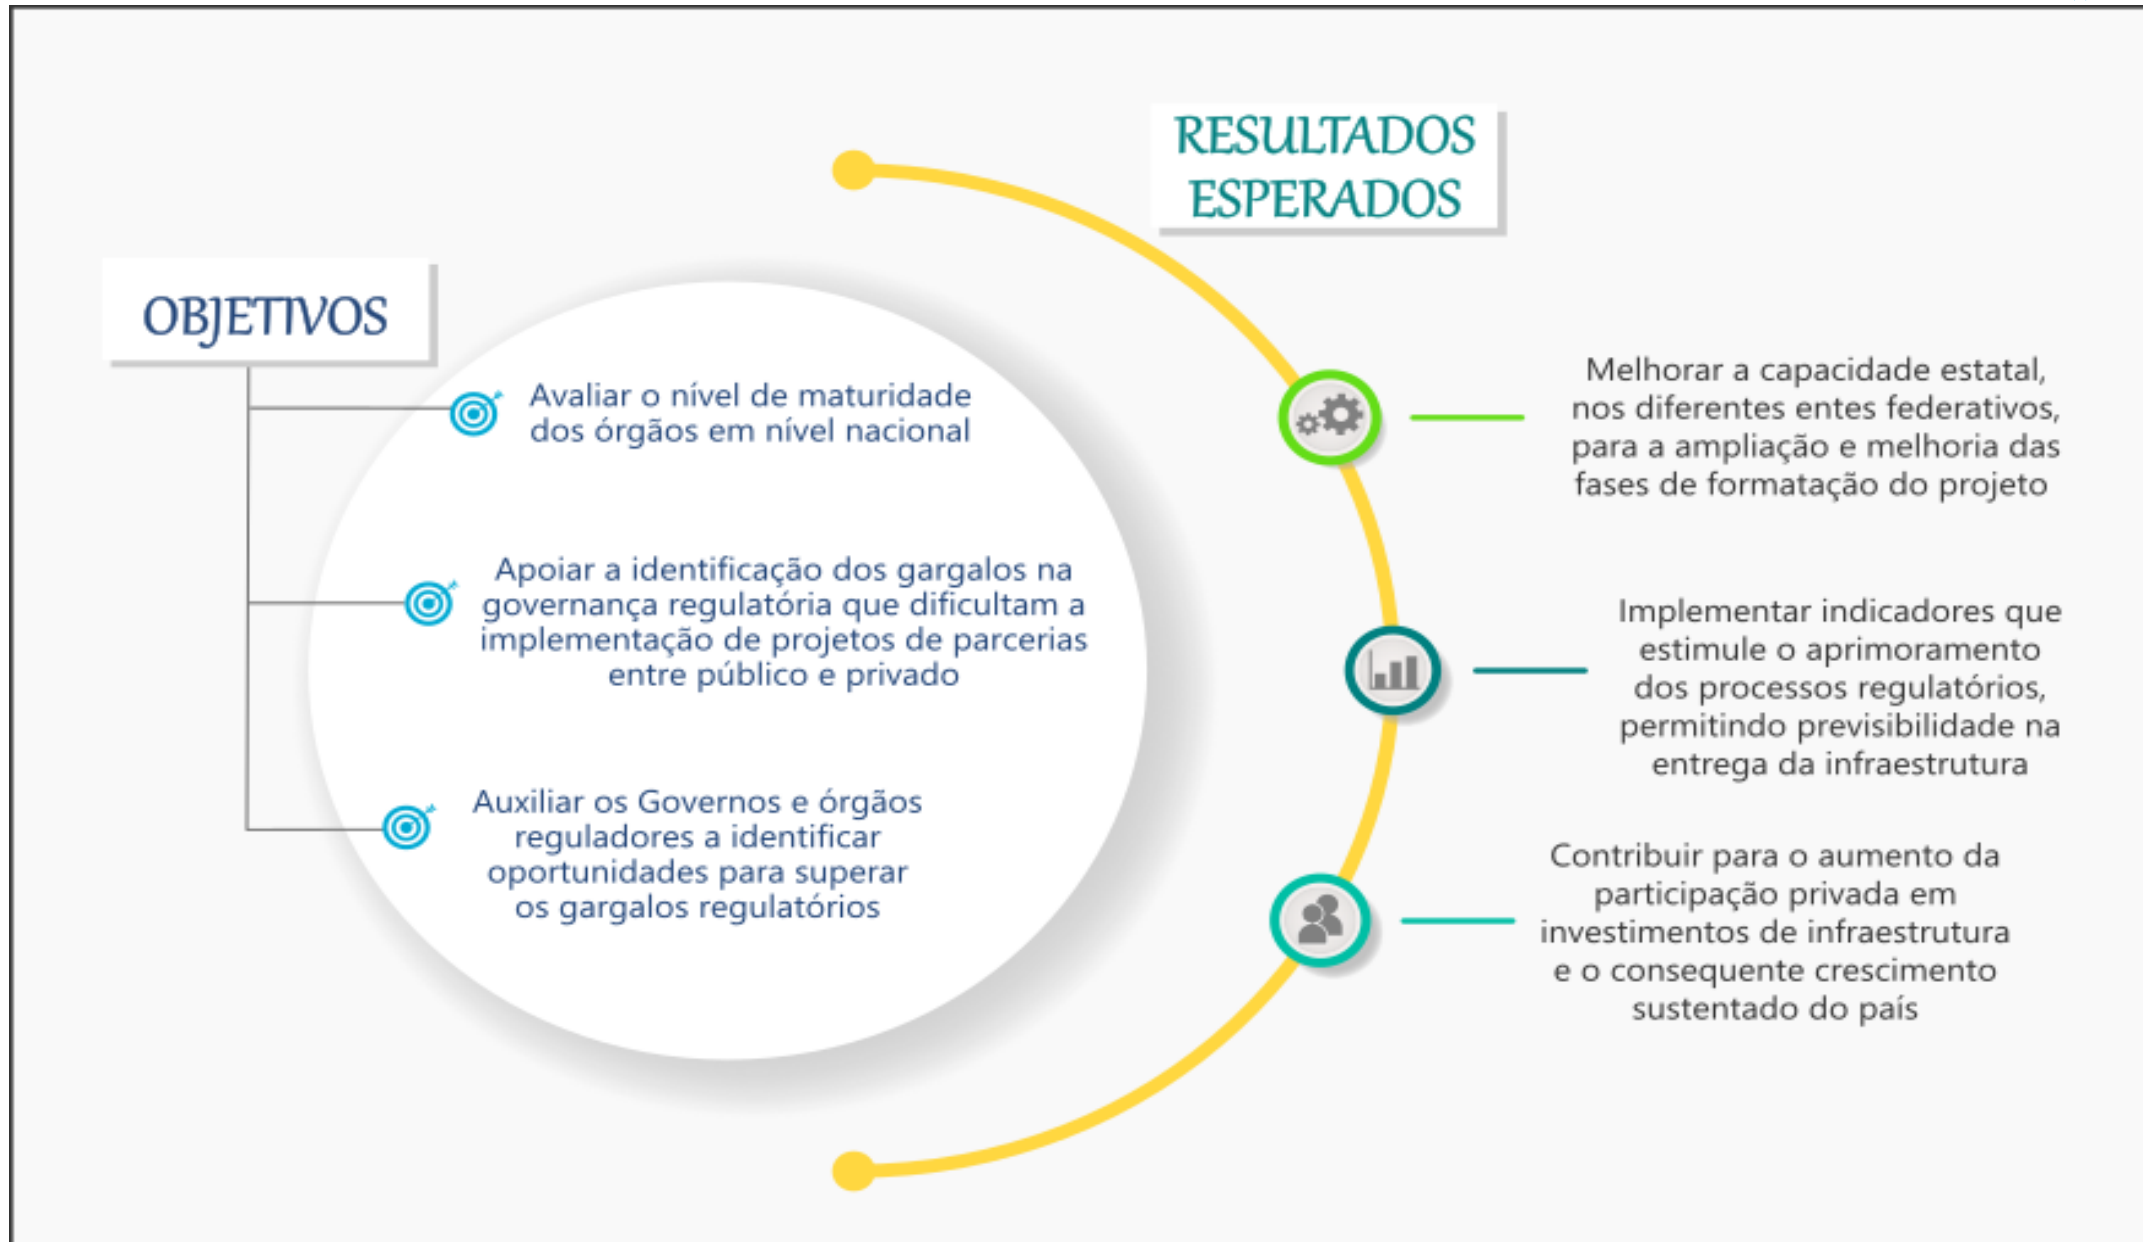 OBJETIVOS
Avaliar o nível de maturidade
dos órgãos em nível nacional
Apoiar a identificação dos gargalos na
governança regulatória que dificultam a
implementação de projetos de parcerias
entre público e privado
Auxiliar os Governos e órgãos
reguladores a identificar
oportunidades para superar
os gargalos regulatórios
RESULTADOS
ESPERADOS
Melhorar a capacidade estatal,
nos diferentes entes federativos,
para a ampliação e melhoria das
fases de formatação do projeto
Implementar indicadores que
estimule o aprimoramento
dos processos regulatórios,
permitindo previsibilidade na
entrega da infraestrutura
Contribuir para o aumento da
participação privada em
investimentos de infraestrutura
e o consequente crescimento
sustentado do país